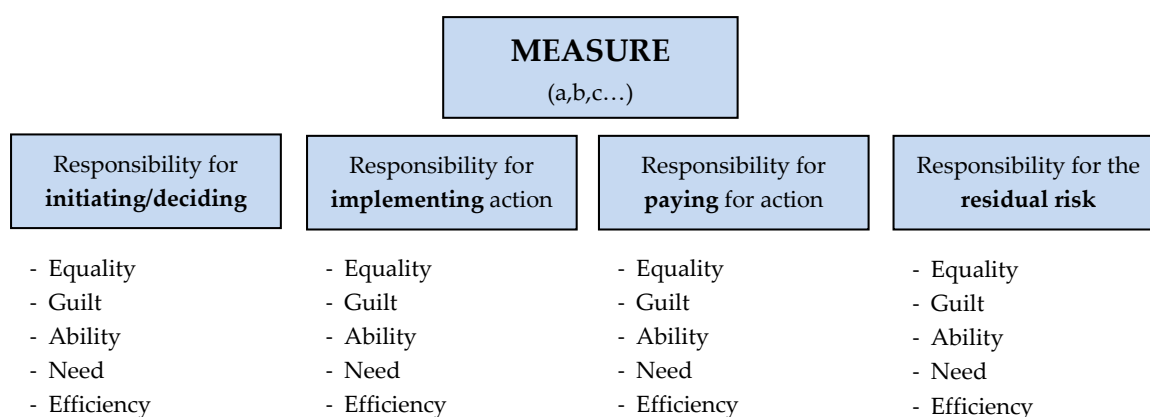 MEASURE
(a,b,c…)
Responsibility for
initiating/deciding
Responsibility for
implementing action
Responsibility for
paying for action
Responsibility for the
residual risk
- Equality
- Guilt
- Ability
- Need
- Efficiency
- Equality
- Guilt
- Ability
- Need
- Efficiency
- Equality
- Guilt
- Ability
- Need
- Efficiency
- Equality
- Guilt
- Ability
- Need
- Efficiency